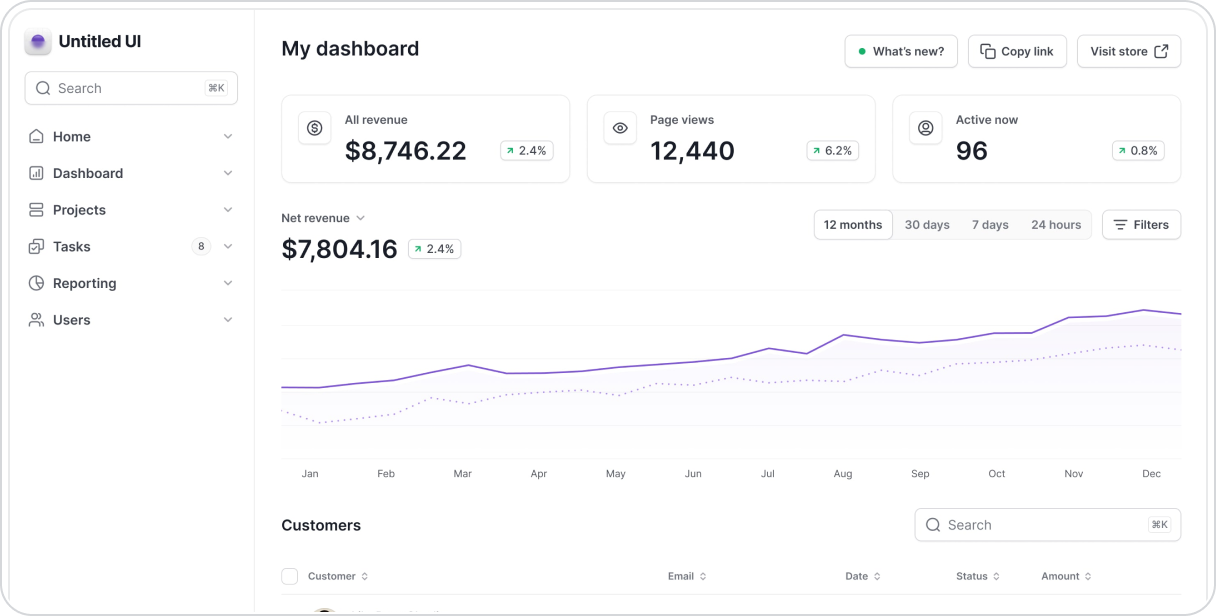 Untitled UI
Search ⌘K
Home
Dashboard
Projects
Tasks 8
Reporting
Users
My dashboard
What's new? Copy link Visit store
All revenue
$8,746.22 2.4%
Page views
12,440 6.2%
Active now
96 0.8%
Net revenue
$7,804.16 2.4%
12 months 30 days 7 days 24 hours Filters
Jan Feb Mar Apr May Jun Jul Aug Sep Oct Nov Dec
Customers
Search ⌘K
Customer Email Date Status Amount